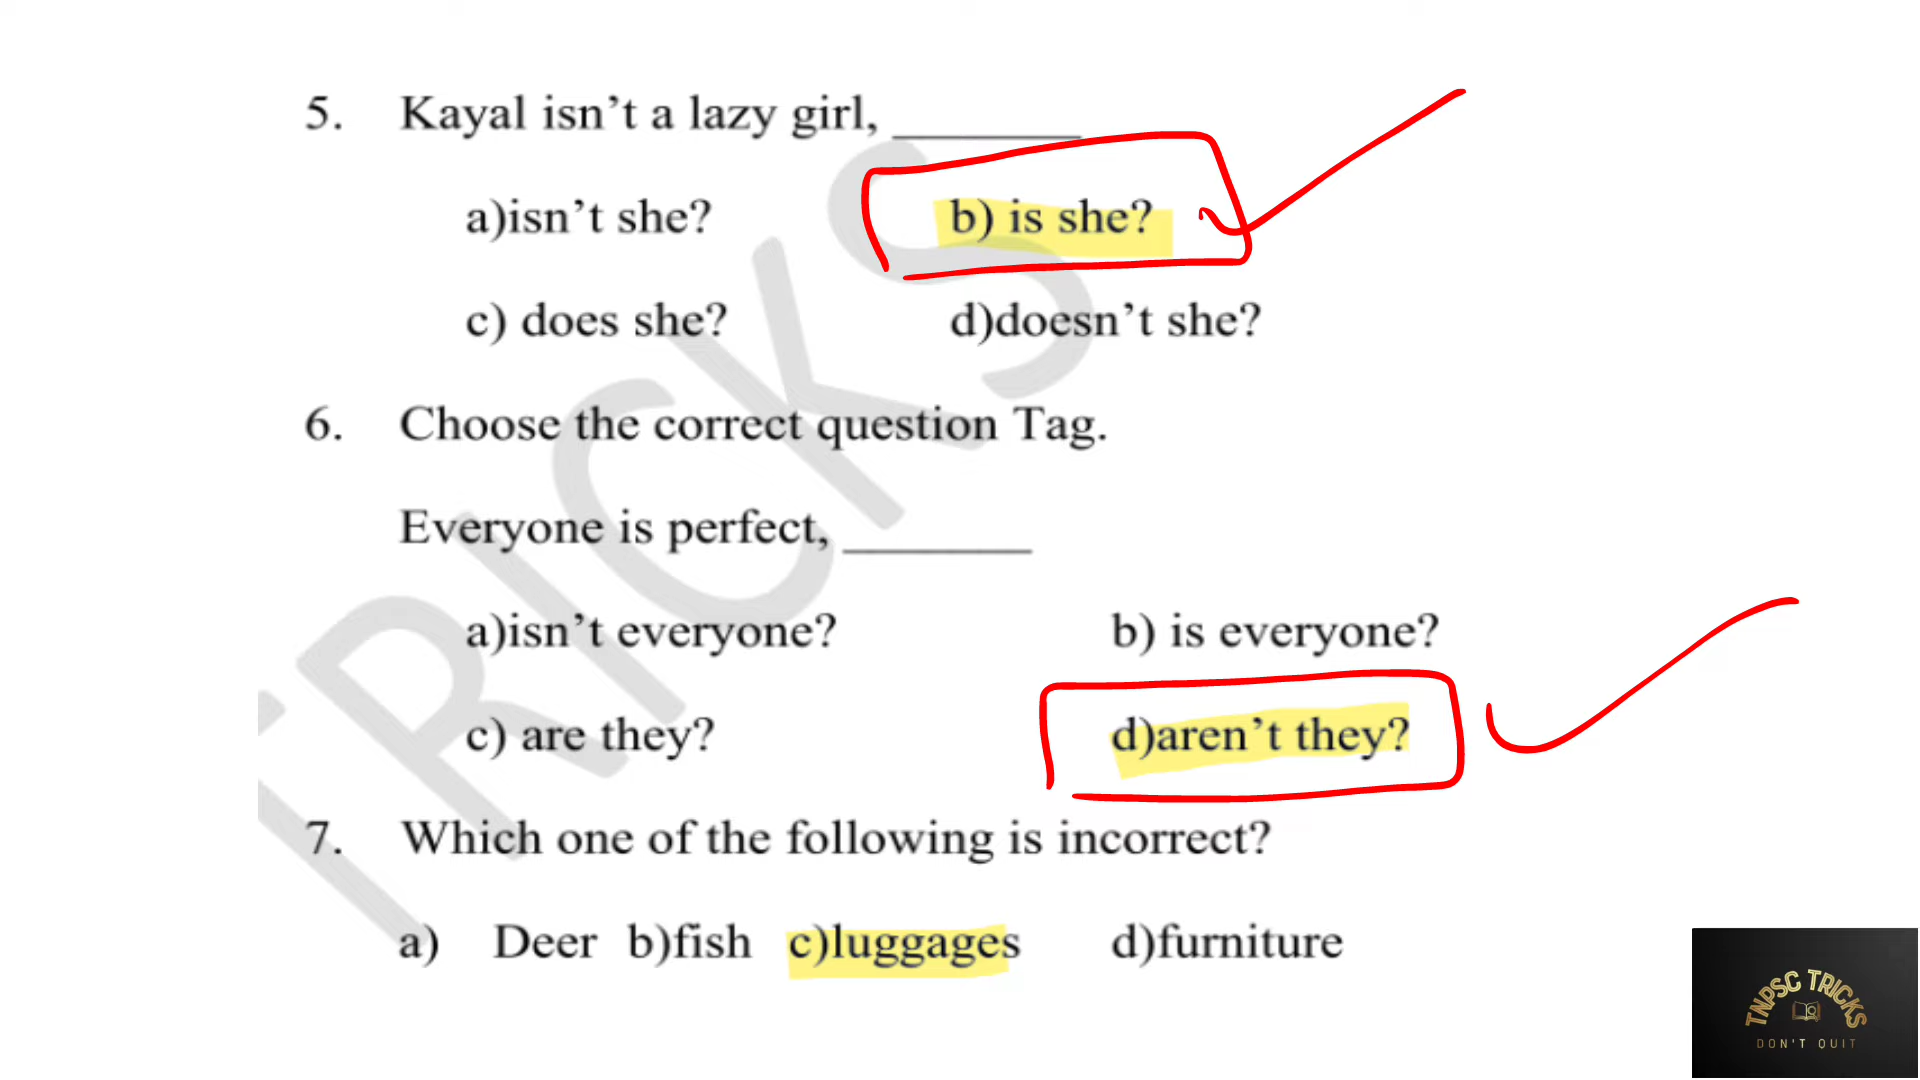 5. Kayal isn’t a lazy girl, ________
a)isn’t she? b) is she?
c) does she? d)doesn’t she?
6. Choose the correct question Tag.
Everyone is perfect, ________
a)isn’t everyone? b) is everyone?
c) are they? d)aren’t they?
7. Which one of the following is incorrect?
a) Deer b)fish c)luggages d)furniture
TRICKS
TNPSC TRICKS
DON'T QUIT